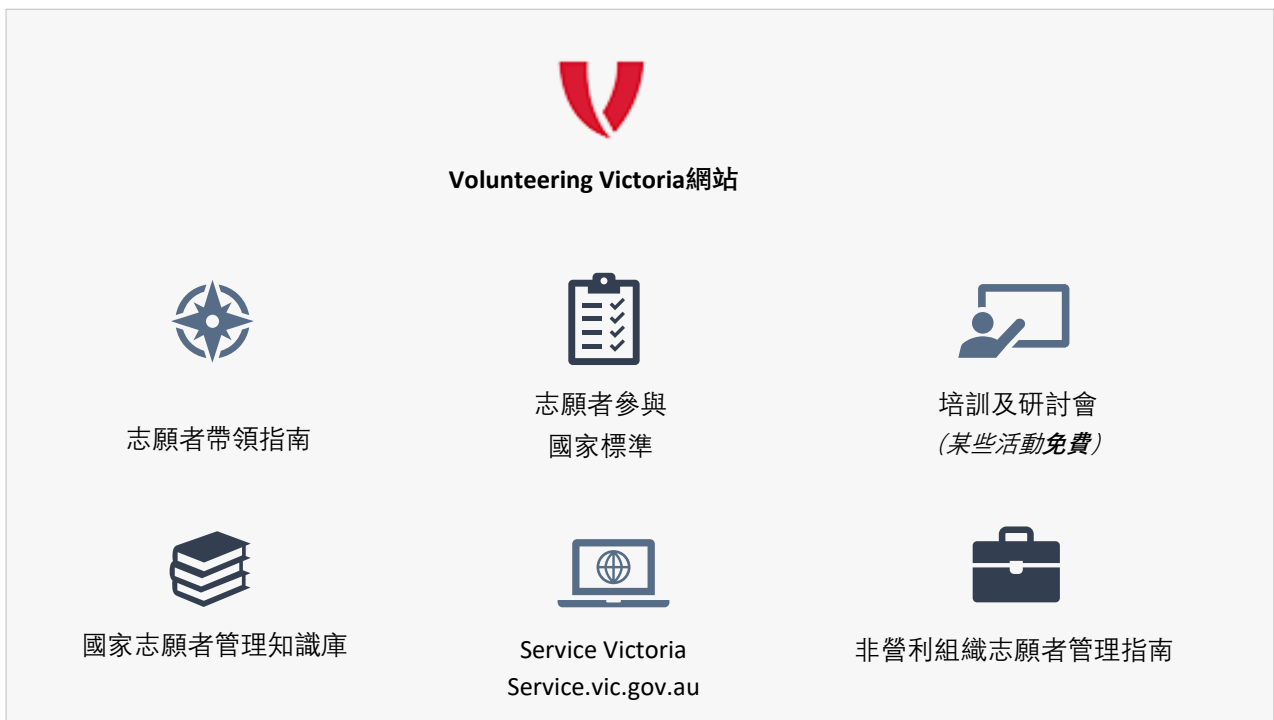 Volunteering Victoria網站
志願者帶領指南
志願者參與
國家標準
培訓及研討會
(某些活動免費)
國家志願者管理知識庫
Service Victoria
Service.vic.gov.au
非營利組織志願者管理指南